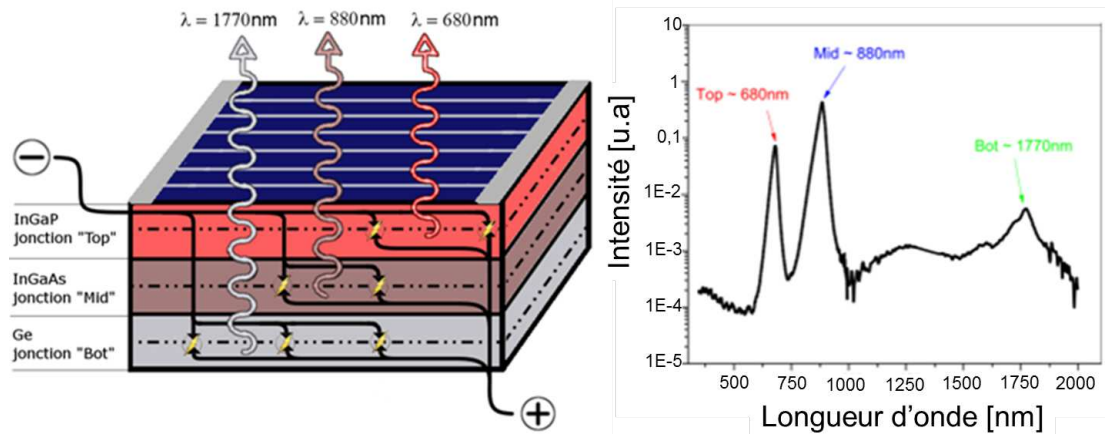 λ = 1770nm
λ = 880nm
λ = 680nm
−
InGaP
jonction "Top"
InGaAs
jonction "Mid"
Ge
jonction "Bot"
+
Intensité [u.a]
10
1
0,1
1E-2
1E-3
1E-4
1E-5
Mid ~ 880nm
Top ~ 680nm
Bot ~ 1770nm
500
750
1000
1250
1500
1750
2000
Longueur d'onde [nm]